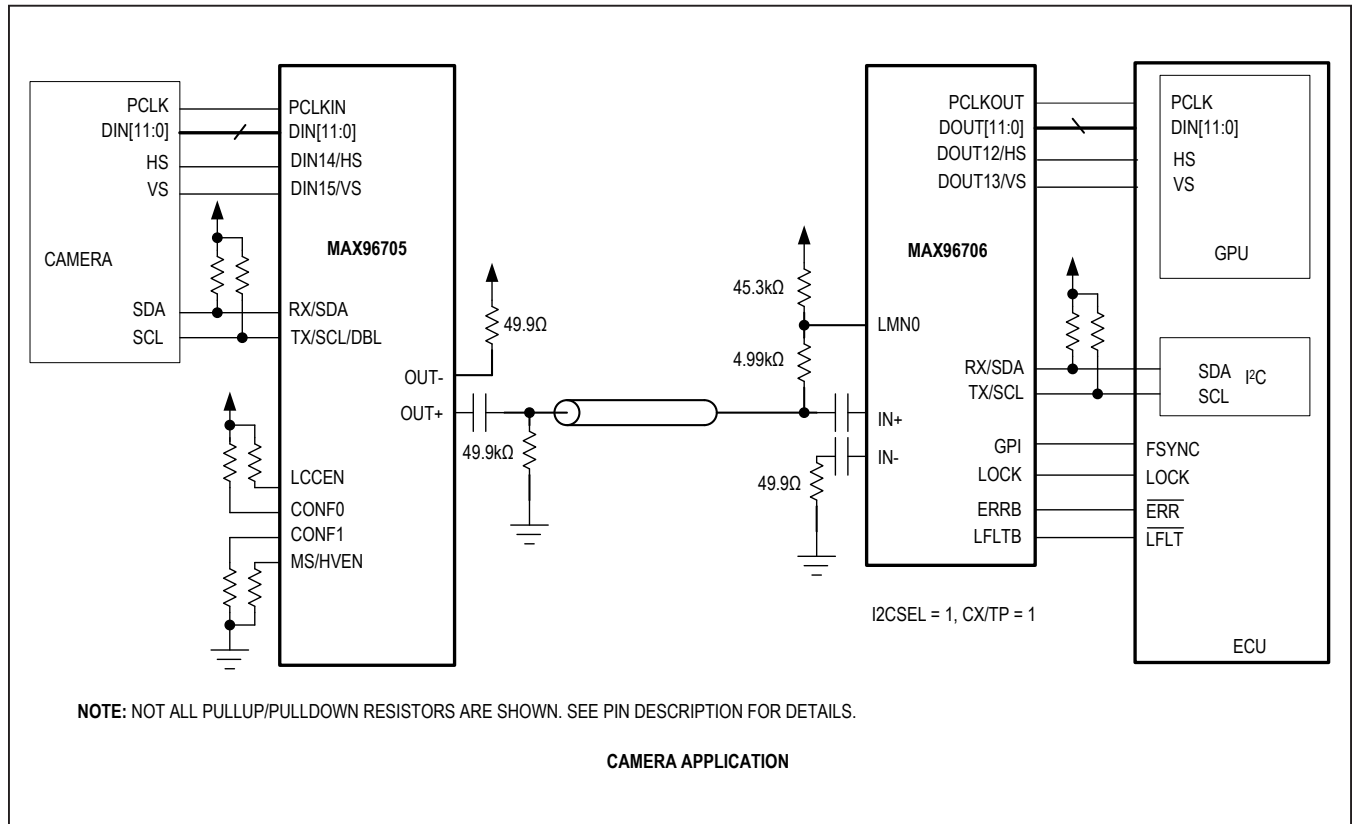 CAMERA
PCLK
DIN[11:0]
HS
VS
SDA
SCL
PCLKIN
DIN[11:0]
DIN14/HS
DIN15/VS
MAX96705
RX/SDA
TX/SCL/DBL
OUT-
OUT+
LCCEN
CONF0
CONF1
MS/HVEN
49.9Ω
49.9kΩ
45.3kΩ
4.99kΩ
49.9Ω
PCLKOUT
DOUT[11:0]
DOUT12/HS
DOUT13/VS
MAX96706
LMN0
RX/SDA
TX/SCL
IN+
IN-
GPI
LOCK
ERRB
LFLTB
I2CSEL = 1, CX/TP = 1
PCLK
DIN[11:0]
HS
VS
GPU
SDA I²C
SCL
FSYNC
LOCK
ERR
LFLT
ECU
NOTE: NOT ALL PULLUP/PULLDOWN RESISTORS ARE SHOWN. SEE PIN DESCRIPTION FOR DETAILS.
CAMERA APPLICATION